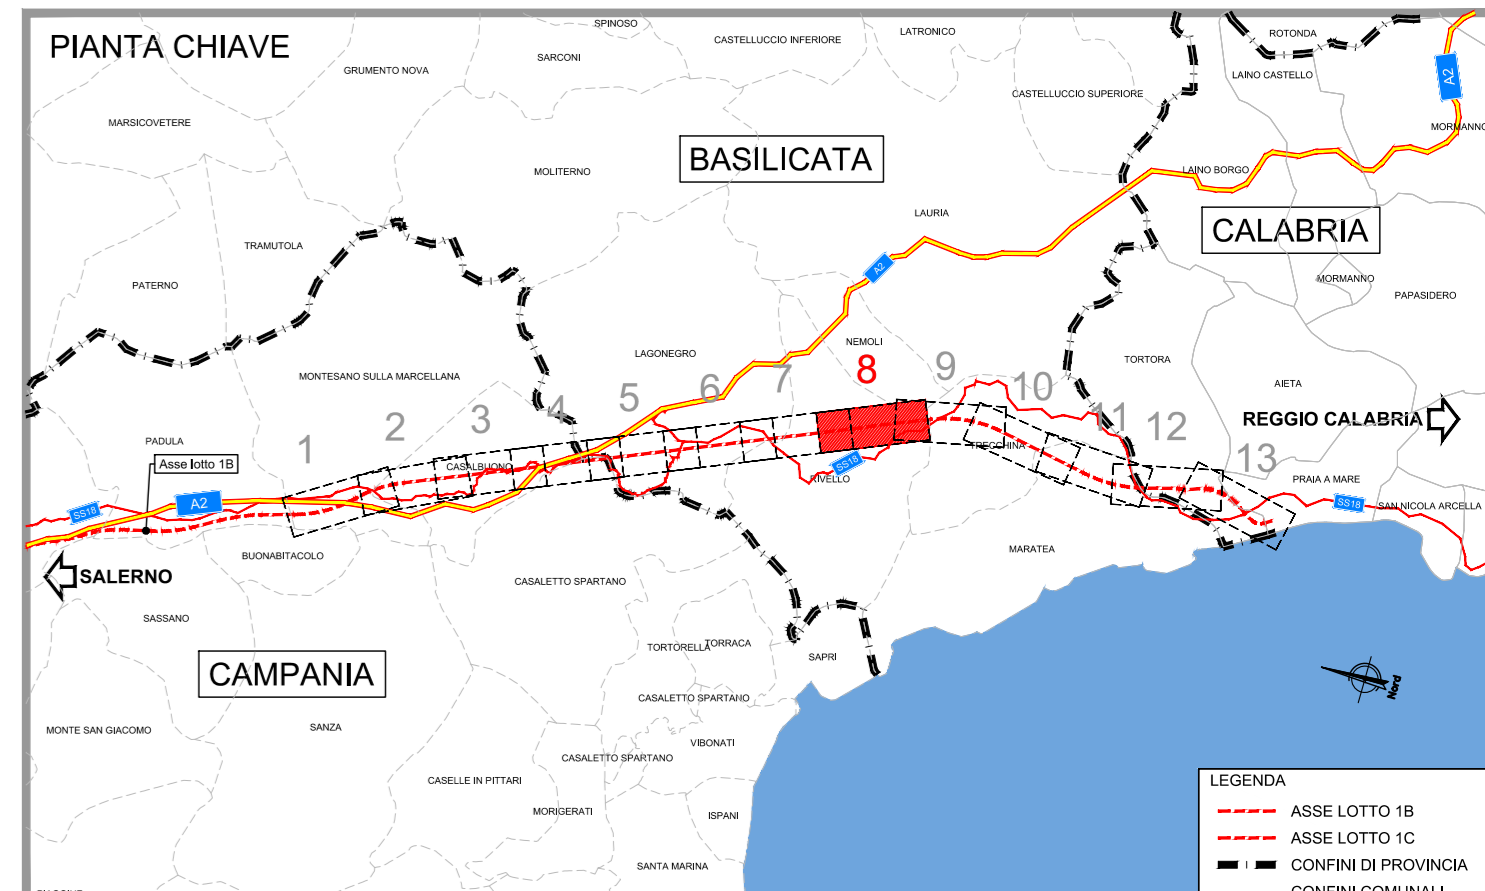 PIANTA CHIAVE
SPINOSO
CASTELLUCCIO INFERIORE
LATRONICO
ROTONDA
SARCONI
GRUMENTO NOVA
LAINO CASTELLO
A2
CASTELLUCCIO SUPERIORE
MARSICOVETERE
MORMANNO
BASILICATA
MOLITERNO
LAINO BORGO
LAURIA
CALABRIA
TRAMUTOLA
A2
MORMANNO
PATERNO
PAPASIDERO
NEMOLI
LAGONEGRO
TORTORA
MONTESANO SULLA MARCELLANA
AIETA
1
2
3
4
5
6
7
8
9
10
11
12
13
REGGIO CALABRIA
PADULA
Asse lotto 1B
CASALBUONO
TRECCHINA
SS18
RIVELLO
PRAIA A MARE
A2
SS18
SS18
SAN NICOLA ARCELLA
BUONABITACOLO
MARATEA
SALERNO
CASALETTO SPARTANO
SASSANO
TORTORELLA
TORRACA
SAPRI
CAMPANIA
Nord
CASALETTO SPARTANO
MONTE SAN GIACOMO
SANZA
VIBONATI
CASALETTO SPARTANO
CASELLE IN PITTARI
LEGENDA
MORIGERATI
ISPANI
ASSE LOTTO 1B
ASSE LOTTO 1C
SANTA MARINA
CONFINI DI PROVINCIA
CONFINI COMUNALI